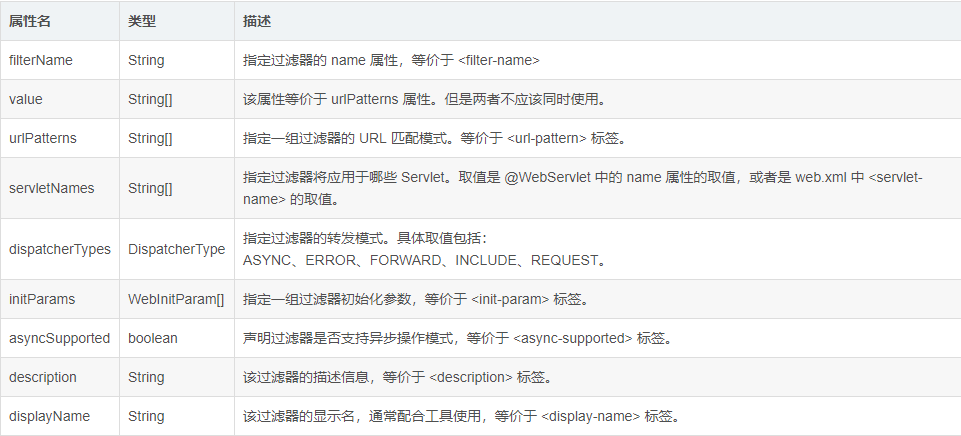 属性名 类型 描述
filterName String 指定过滤器的 name 属性，等价于 <filter-name>
value String[] 该属性等价于 urlPatterns 属性。但是两者不应该同时使用。
urlPatterns String[] 指定一组过滤器的 URL 匹配模式。等价于 <url-pattern> 标签。
servletNames String[] 指定过滤器将应用于哪些 Servlet。取值是 @WebServlet 中的 name 属性的取值，或者是 web.xml 中 <servlet-
name> 的取值。
dispatcherTypes DispatcherType 指定过滤器的转发模式。具体取值包括：
ASYNC、ERROR、FORWARD、INCLUDE、REQUEST。
initParams WebInitParam[] 指定一组过滤器初始化参数，等价于 <init-param> 标签。
asyncSupported boolean 声明过滤器是否支持异步操作模式，等价于 <async-supported> 标签。
description String 该过滤器的描述信息，等价于 <description> 标签。
displayName String 该过滤器的显示名，通常配合工具使用，等价于 <display-name> 标签。